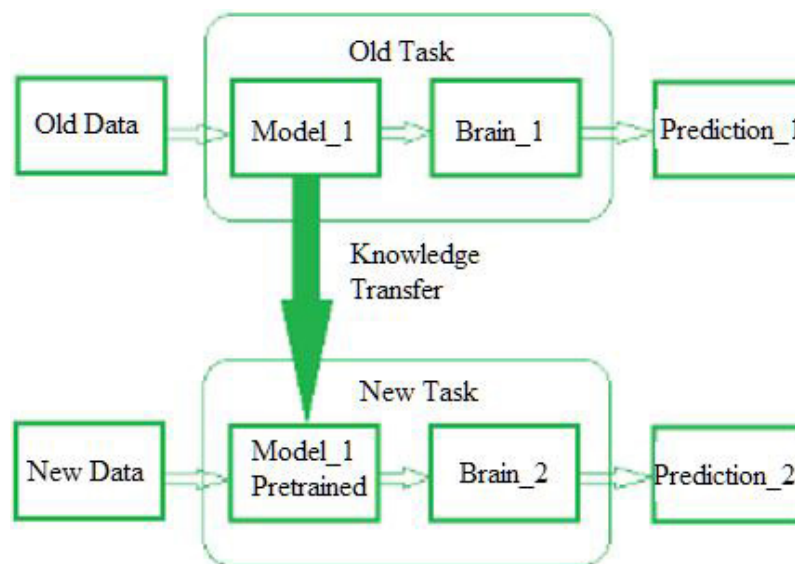 Old Task
Old Data
Model_1
Brain_1
Prediction_1
Knowledge
Transfer
New Task
New Data
Model_1
Pretrained
Brain_2
Prediction_2